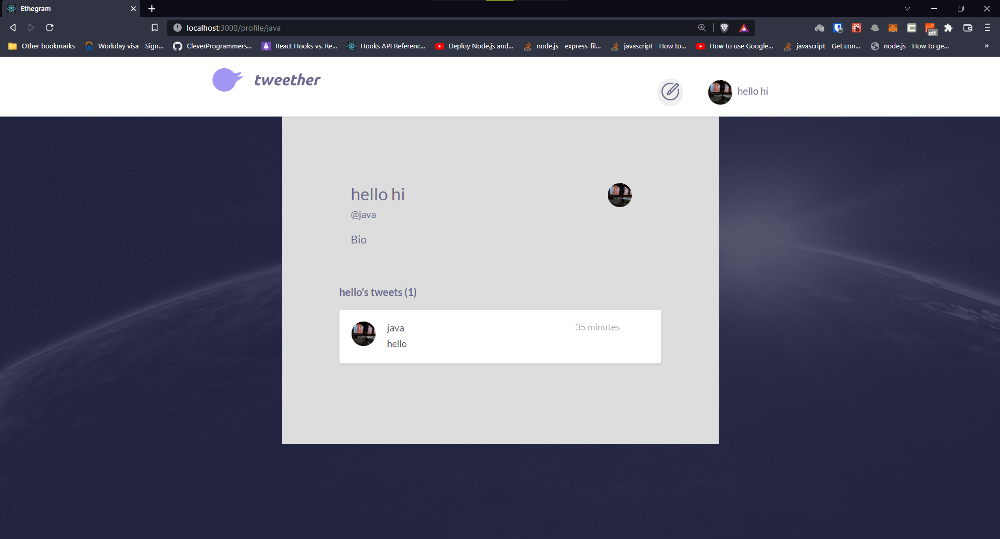 Ethegram
localhost:3000/profile/java
off
Other bookmarks
Workday visa - Sign...
CleverProgrammers...
React Hooks vs. Re...
Hooks API Referenc...
Deploy Node.js and...
node.js - express-fil...
javascript - How to...
How to use Google...
javascript - Get con...
node.js - How to ge...
»
tweether
hello hi
hello hi
@java
Bio
hello's tweets (1)
java
35 minutes
hello